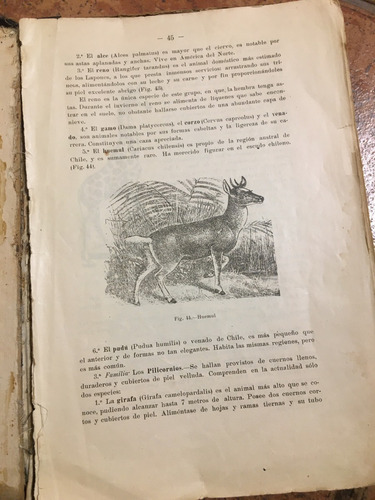 — 45 —
2.º El alce (Alces palmatus) es mayor que el ciervo, es notable por
sus astas aplanadas y anchas. Vive en América del Norte.
3.º El reno (Rangifer tarandus) es el animal doméstico más estimado
de los Lapones, a los que presta inmensos servicios: arrastrando sus tri-
neos, alimentándolos con su leche y su carne y por fin proporcionándoles
su piel excelente abrigo (Fig. 43).
El reno es la única especie de este grupo, en que la hembra tenga as-
tas. Durante el invierno el reno se alimenta de líquenes que sabe encon-
trar en el suelo, no obstante hallarse cubiertos de una abundante capa de
nieve.
4.º El gamo (Dama platyceros), el corzo (Cervus capreolus) y el vena-
do, son animales notables por sus formas esbeltas y la ligereza de su ca-
rrera. Constituyen una caza apreciada.
5.º El huemul (Cariacus chilensis) es propio de la región austral de
Chile, y es sumamente raro. Ha merecido figurar en el escudo chileno.
(Fig. 44).
Fig. 44.- Huemul
6.º El pudú (Pudua humilis) o venado de Chile, es más pequeño que
el anterior y de formas no tan elegantes. Habita las mismas regiones, pero
es más común.
3.ª Familia: Los Pilicornios.—Se hallan provistos de cuernos llenos,
duraderos y cubiertos de piel velluda. Comprenden en la actualidad sólo
dos especies:
1.º La girafa (Girafa camelopardalis) es el animal más alto que se co-
noce, pudiendo alcanzar hasta 7 metros de altura. Posee dos cuernos cor-
tos y cubiertos de piel. Aliméntase de hojas y ramas tiernas y su tubo